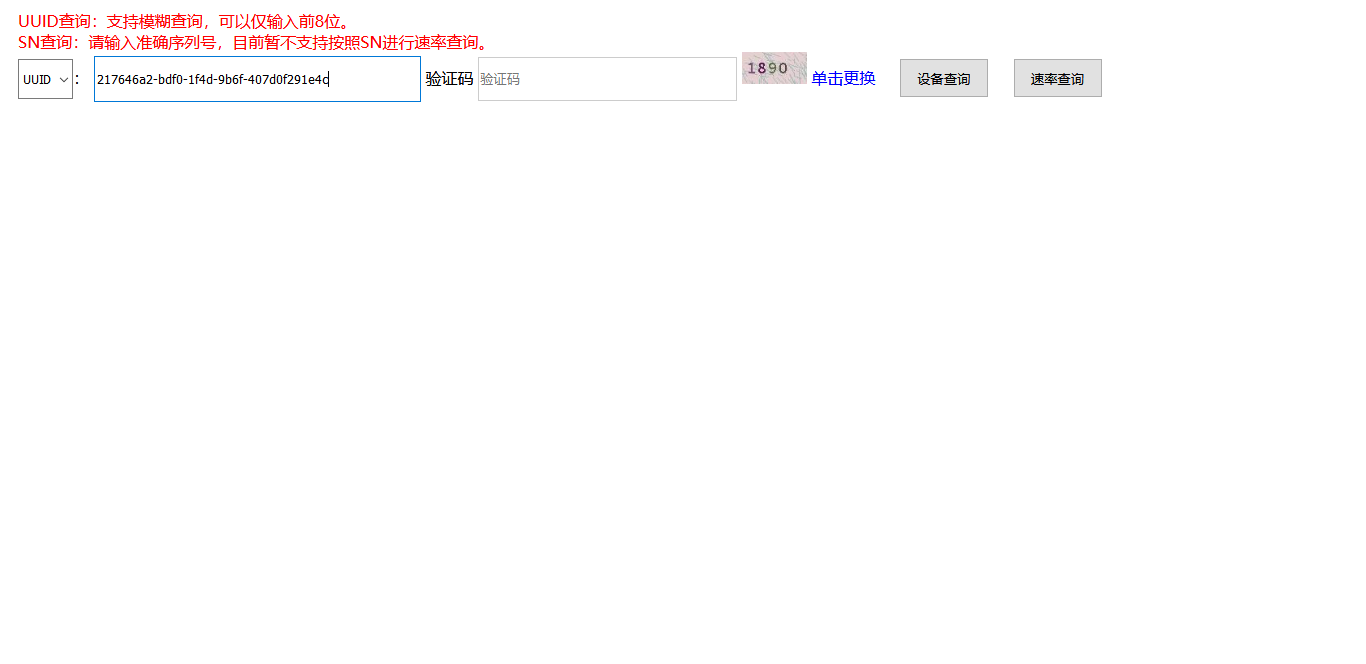 UUID查询：支持模糊查询，可以仅输入前8位。
SN查询：请输入准确序列号，目前暂不支持按照SN进行速率查询。
UUID ： 217646a2-bdf0-1f4d-9b6f-407d0f291e4c 验证码 验证码 1890 单击更换 设备查询 速率查询